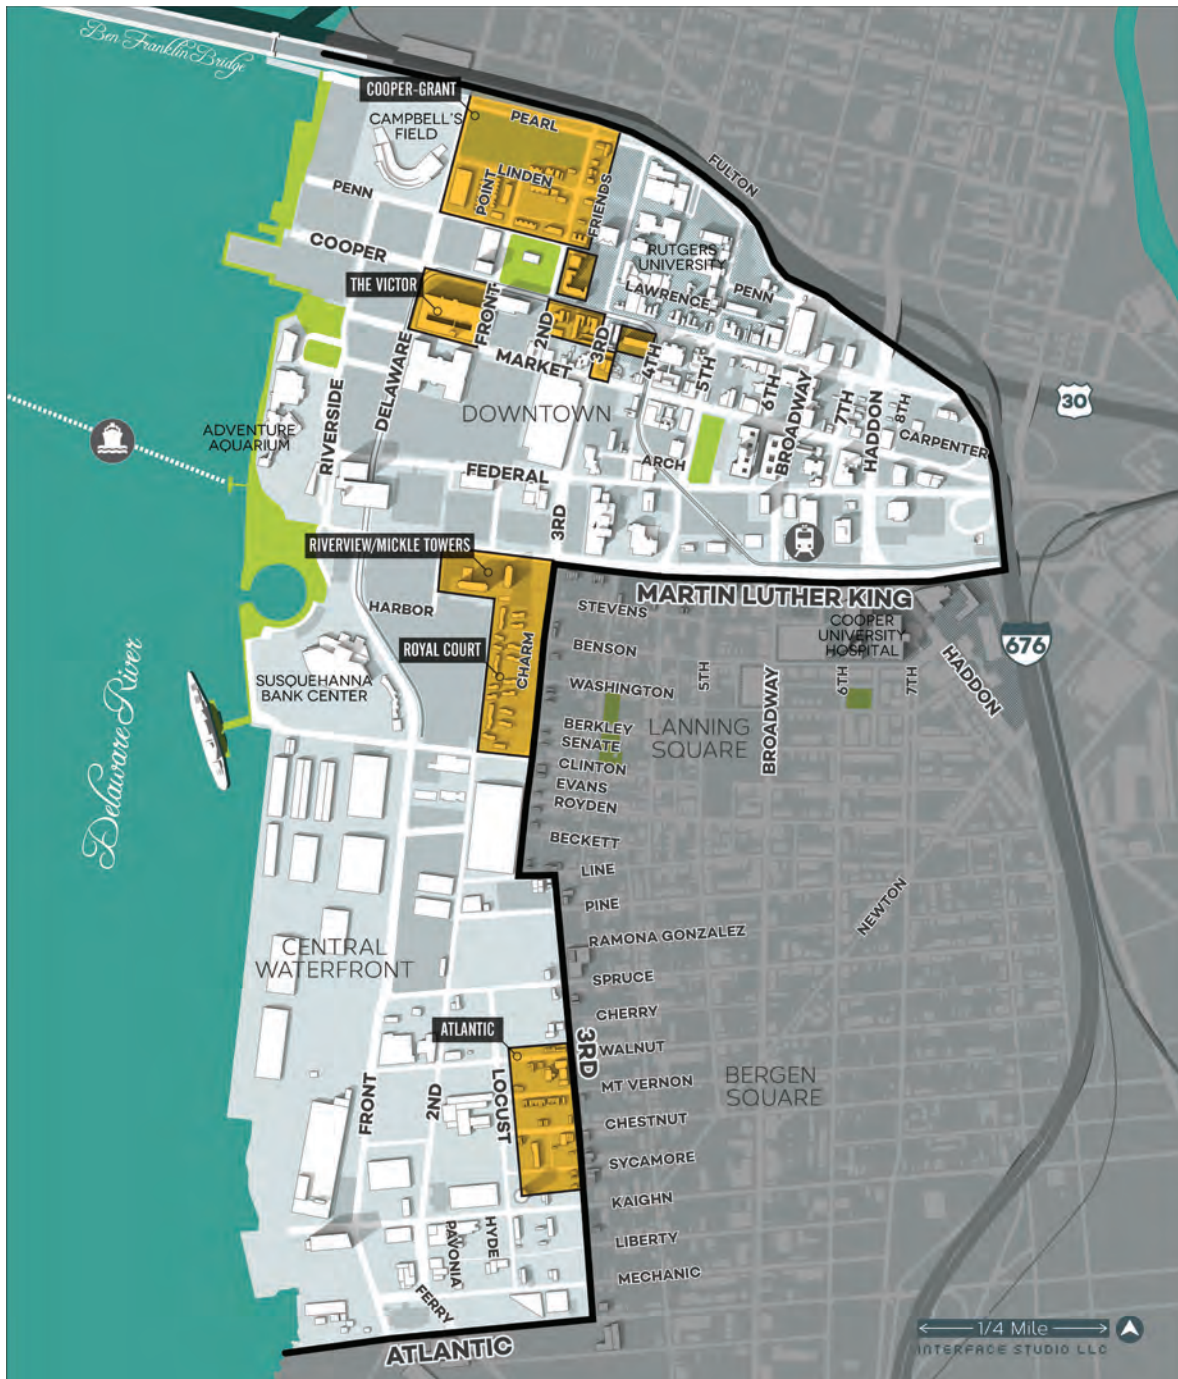 Ben Franklin Bridge
COOPER-GRANT
CAMPBELL'S
FIELD
PEARL
LINDEN
POINT
FRIENDS
FULTON
PENN
COOPER
RUTGERS
UNIVERSITY
LAWRENCE
PENN
THE VICTOR
FRONT
2ND
3RD
4TH
5TH
6TH
BROADWAY
7TH
HADDON
8TH
CARPENTER
30
MARKET
DELAWARE
RIVERSIDE
DOWNTOWN
ADVENTURE
AQUARIUM
FEDERAL
ARCH
3RD
RIVERVIEW/MICKLE TOWERS
MARTIN LUTHER KING
HARBOR
STEVENS
COOPER
UNIVERSITY
HOSPITAL
676
ROYAL COURT
CHARM
BENSON
HADDON
SUSQUEHANNA
BANK CENTER
WASHINGTON
5TH
BROADWAY
6TH
7TH
Delaware River
BERKLEY
SENATE
LANNING
SQUARE
CLINTON
EVANS
ROYDEN
BECKETT
LINE
PINE
NEWTON
RAMONA GONZALEZ
CENTRAL
WATERFRONT
SPRUCE
CHERRY
ATLANTIC
3RD
WALNUT
BERGEN
SQUARE
MT VERNON
FRONT
2ND
LOCUST
CHESTNUT
SYCAMORE
KAIGHN
LIBERTY
PAVONIA
HYDE
MECHANIC
FERRY
ATLANTIC
1/4 Mile
INTERFACE STUDIO LLC